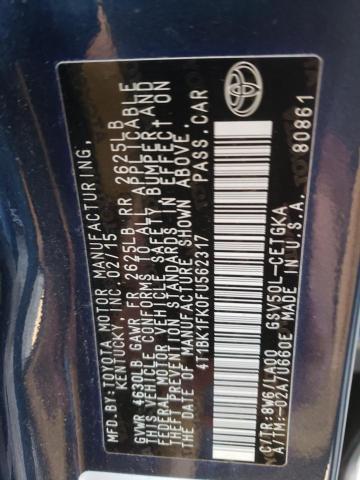 MFD.BY:TOYOTA MOTOR MANUFACTURING,
KENTUCKY, INC. 02/15
GVWR 4630LB GAWR FR 2625LB RR 2625LB
THIS VEHICLE CONFORMS TO ALL APPLICABLE
FEDERAL MOTOR VEHICLE SAFETY, BUMPER AND
THEFT PREVENTION STANDARDS IN EFFECT ON
THE DATE OF MANUFACTURE SHOWN ABOVE.
4T1BK1FK0FU562317 PASS.CAR
C/TR:8W6/LA00 GSV50L-CETGKA
A/TM:-02A/U660E MADE IN U.S.A. 80861
TOYOTA